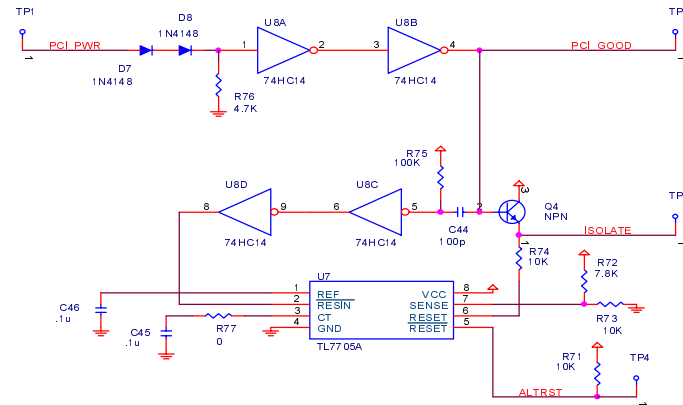 TP1
D8
U8A
U8B
TP
PCI_PWR
1N4148
1
2
3
4
PCI_GOOD
1
D7
1N4148
74HC14
74HC14
R76
4.7K
R75
100K
U8D
U8C
3
8
9
6
5
2
Q4
NPN
TP
ISOLATE
74HC14
74HC14
C44
100p
1
R74
10K
R72
7.8K
U7
C46
.1u
1
2
3
4
REF
RESIN
CT
GND
VCC
SENSE
RESET
RESET
8
7
6
5
C45
.1u
R77
0
TL7705A
R73
10K
R71
10K
TP4
ALTRST
1